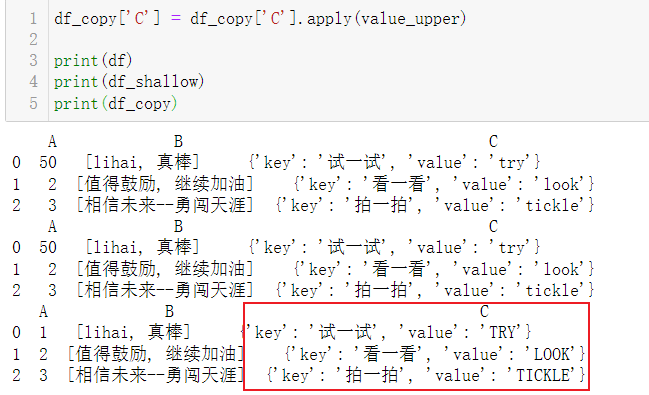 1 df_copy['C'] = df_copy['C'].apply(value_upper)
2
3 print(df)
4 print(df_shallow)
5 print(df_copy)
A B C
0 50 [lihai, 真棒] {'key': '试一试', 'value': 'try'}
1 2 [值得鼓励, 继续加油] {'key': '看一看', 'value': 'look'}
2 3 [相信未来--勇闯天涯] {'key': '拍一拍', 'value': 'tickle'}
A B C
0 50 [lihai, 真棒] {'key': '试一试', 'value': 'try'}
1 2 [值得鼓励, 继续加油] {'key': '看一看', 'value': 'look'}
2 3 [相信未来--勇闯天涯] {'key': '拍一拍', 'value': 'tickle'}
A B C
0 1 [lihai, 真棒] {'key': '试一试', 'value': 'TRY'}
1 2 [值得鼓励, 继续加油] {'key': '看一看', 'value': 'LOOK'}
2 3 [相信未来--勇闯天涯] {'key': '拍一拍', 'value': 'TICKLE'}